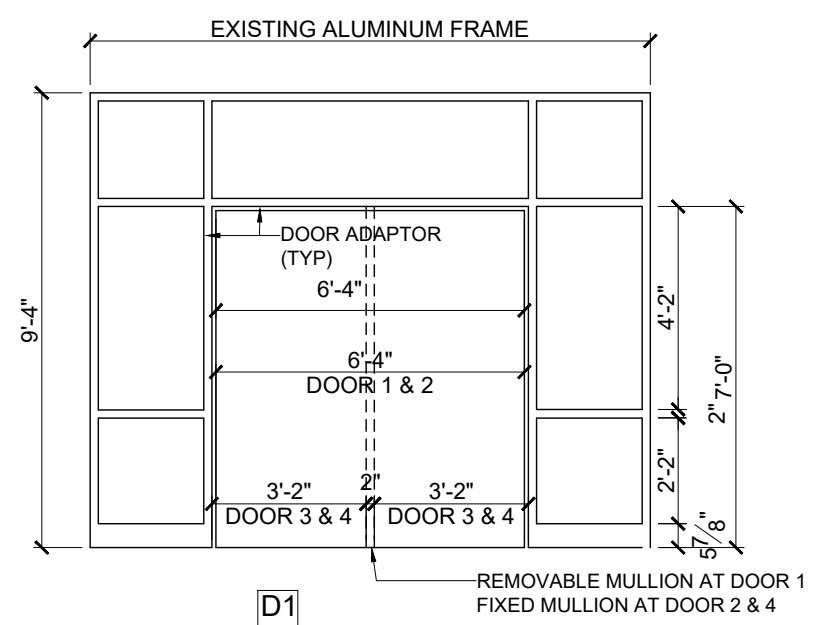 EXISTING ALUMINUM FRAME
DOOR ADAPTOR
(TYP)
6'-4"
9'-4"
4'-2"
6'-4"
DOOR 1 & 2
2"
7'-0"
3'-2"
2"
3'-2"
2'-2"
DOOR 3 & 4
DOOR 3 & 4
5 7/8"
REMOVABLE MULLION AT DOOR 1
FIXED MULLION AT DOOR 2 & 4
D1